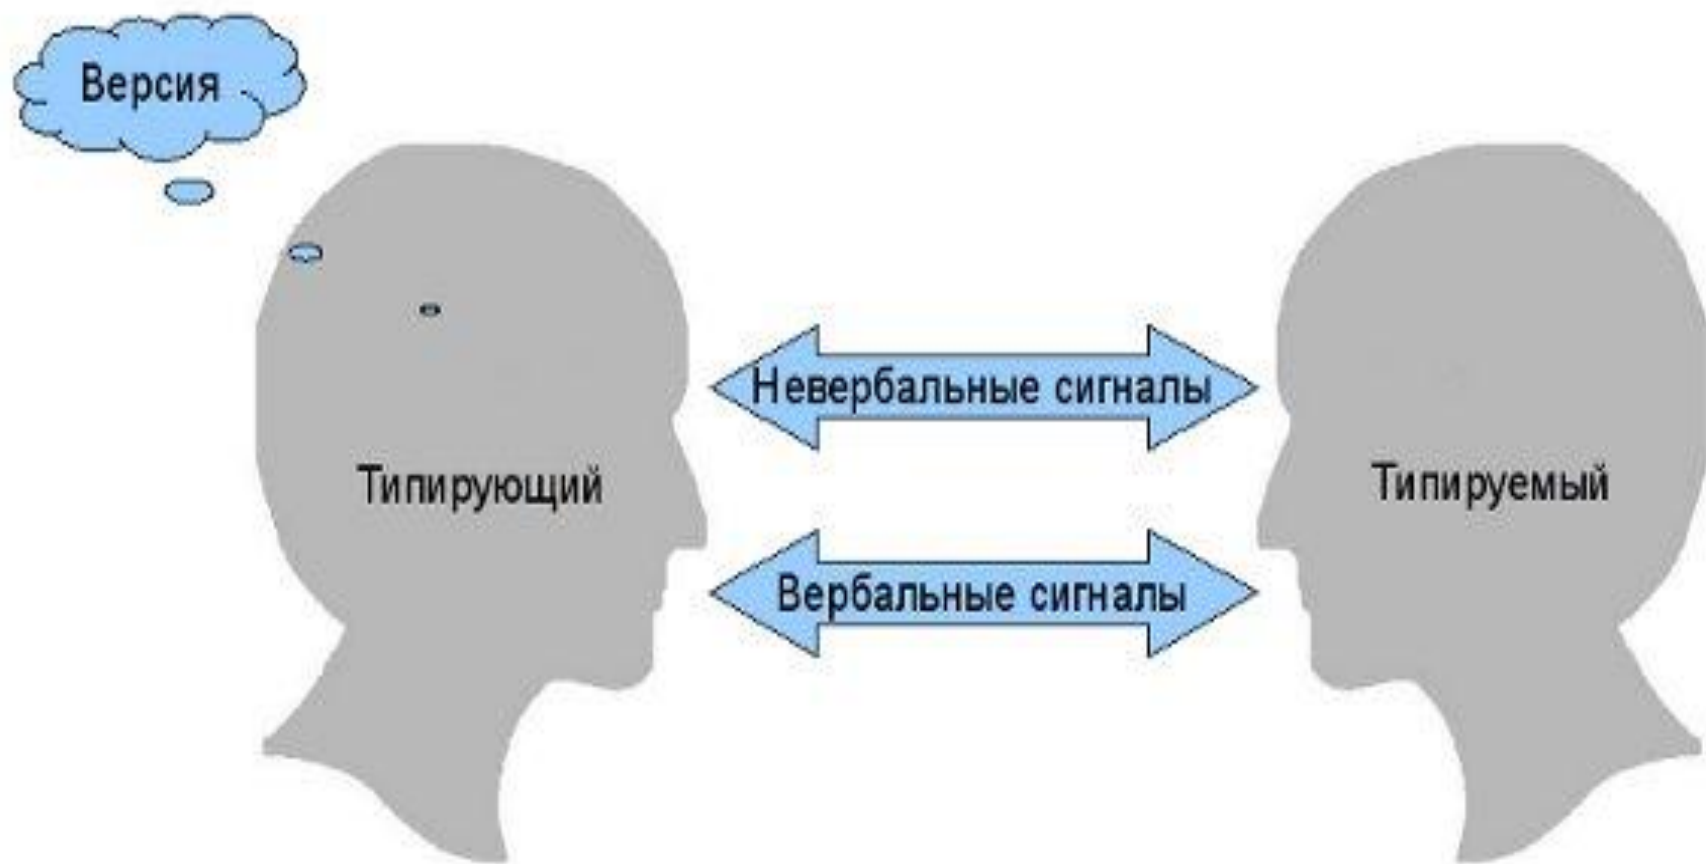 Версия
Невербальные сигналы
Типирующий
Типируемый
Вербальные сигналы